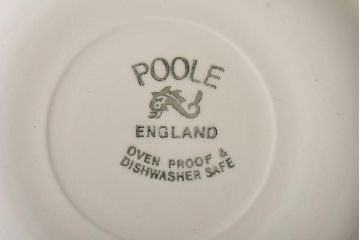 POOLE
ENGLAND
OVEN PROOF &
DISHWASHER SAFE